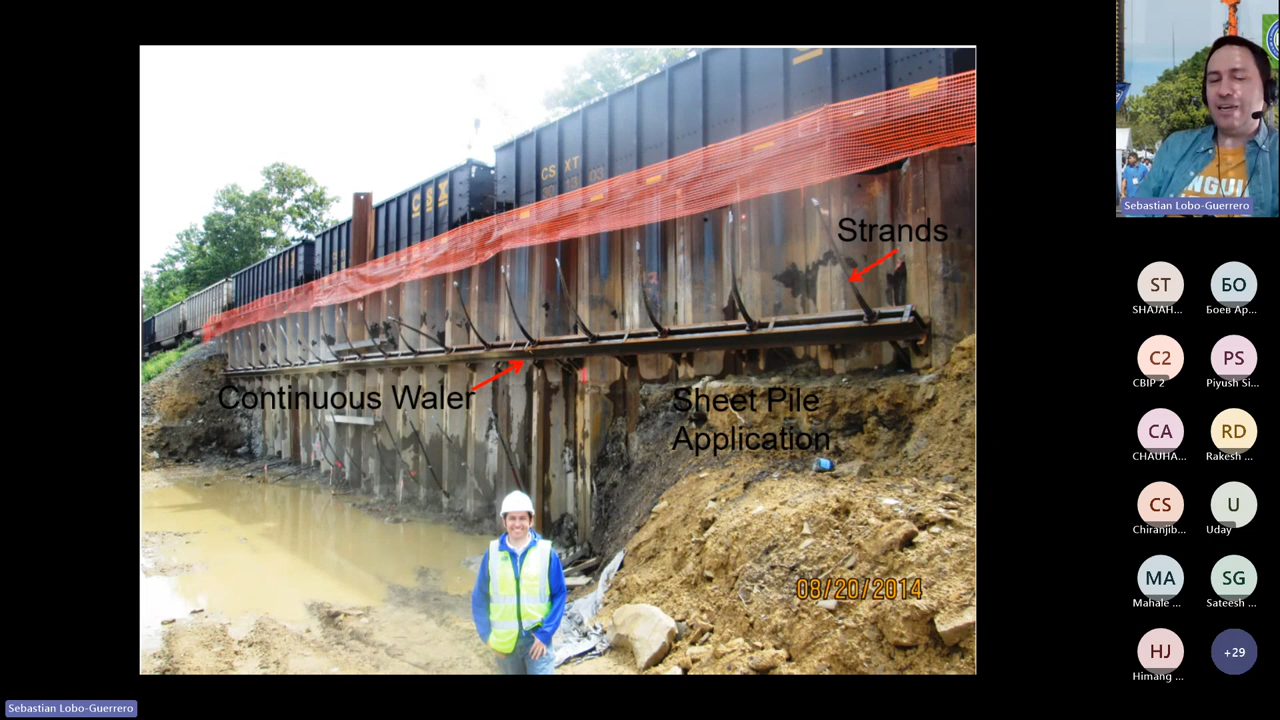 CSX
CSXT
Strands
Continuous Waler
Sheet Pile
Application
08/20/2014
Sebastian Lobo-Guerrero
ST
SHAJAH...
БО
Боев Ар...
C2
CBIP 2
PS
Piyush Si...
CA
CHAUHA...
RD
Rakesh ...
CS
Chiranjib...
U
Uday
MA
Mahale ...
SG
Sateesh ...
HJ
Himang ...
+29
Sebastian Lobo-Guerrero